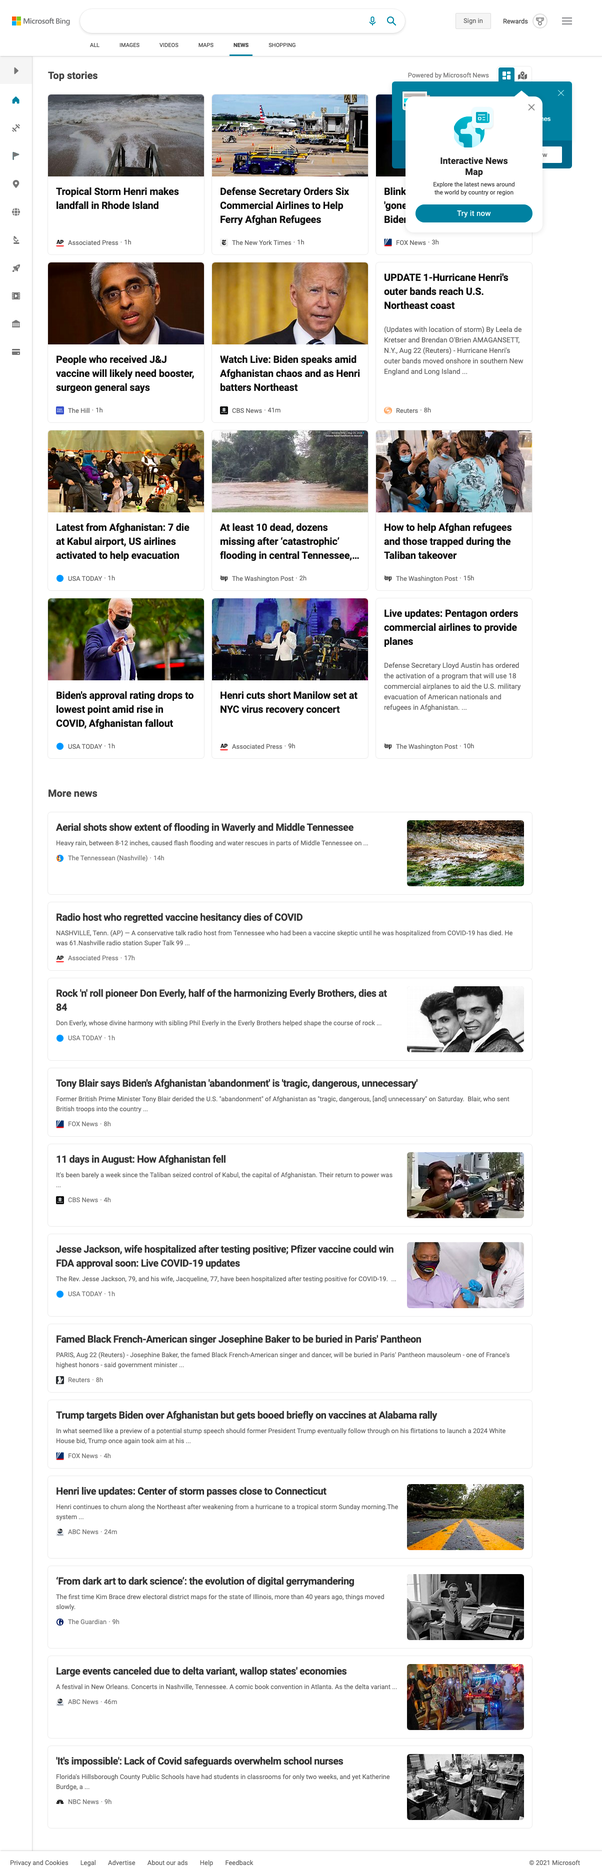 Microsoft Bing
Sign in
Rewards
ALL
IMAGES
VIDEOS
MAPS
NEWS
SHOPPING
Top stories
Powered by Microsoft News
Interactive News
Map
Explore the latest news around
the world by country or region
Try it now
Tropical Storm Henri makes
landfall in Rhode Island
AP Associated Press · 1h
Defense Secretary Orders Six
Commercial Airlines to Help
Ferry Afghan Refugees
The New York Times · 1h
Blink
'gone
Biden
FOX News · 3h
People who received J&J
vaccine will likely need booster,
surgeon general says
The Hill · 1h
Watch Live: Biden speaks amid
Afghanistan chaos and as Henri
batters Northeast
CBS News · 41m
UPDATE 1-Hurricane Henri's
outer bands reach U.S.
Northeast coast
(Updates with location of storm) By Leela de
Kretser and Brendan O'Brien AMAGANSETT,
N.Y., Aug 22 (Reuters) - Hurricane Henri's
outer bands moved onshore in southern New
England and Long Island ...
Reuters · 8h
Latest from Afghanistan: 7 die
at Kabul airport, US airlines
activated to help evacuation
USA TODAY · 1h
At least 10 dead, dozens
missing after 'catastrophic'
flooding in central Tennessee,...
wp The Washington Post · 2h
How to help Afghan refugees
and those trapped during the
Taliban takeover
wp The Washington Post · 15h
Biden's approval rating drops to
lowest point amid rise in
COVID, Afghanistan fallout
USA TODAY · 1h
Henri cuts short Manilow set at
NYC virus recovery concert
AP Associated Press · 9h
Live updates: Pentagon orders
commercial airlines to provide
planes
Defense Secretary Lloyd Austin has ordered
the activation of a program that will use 18
commercial airplanes to aid the U.S. military
evacuation of American nationals and
refugees in Afghanistan. ...
wp The Washington Post · 10h
More news
Aerial shots show extent of flooding in Waverly and Middle Tennessee
Heavy rain, between 8-12 inches, caused flash flooding and water rescues in parts of Middle Tennessee on ...
The Tennessean (Nashville) · 14h
Radio host who regretted vaccine hesitancy dies of COVID
NASHVILLE, Tenn. (AP) — A conservative talk radio host from Tennessee who had been a vaccine skeptic until he was hospitalized from COVID-19 has died. He
was 61.Nashville radio station Super Talk 99 ...
AP Associated Press · 17h
Rock 'n' roll pioneer Don Everly, half of the harmonizing Everly Brothers, dies at
84
Don Everly, whose divine harmony with sibling Phil Everly in the Everly Brothers helped shape the course of rock ...
USA TODAY · 1h
Tony Blair says Biden's Afghanistan 'abandonment' is 'tragic, dangerous, unnecessary'
Former British Prime Minister Tony Blair derided the U.S. "abandonment" of Afghanistan as "tragic, dangerous, [and] unnecessary" on Saturday. Blair, who sent
British troops into the country ...
FOX News · 8h
11 days in August: How Afghanistan fell
It's been barely a week since the Taliban seized control of Kabul, the capital of Afghanistan. Their return to power was
...
CBS News · 4h
Jesse Jackson, wife hospitalized after testing positive; Pfizer vaccine could win
FDA approval soon: Live COVID-19 updates
The Rev. Jesse Jackson, 79, and his wife, Jacqueline, 77, have been hospitalized after testing positive for COVID-19. ...
USA TODAY · 1h
Famed Black French-American singer Josephine Baker to be buried in Paris' Pantheon
PARIS, Aug 22 (Reuters) - Josephine Baker, the famed Black French-American singer and dancer, will be buried in Paris' Pantheon mausoleum - one of France's
highest honors - said government minister ...
Reuters · 8h
Trump targets Biden over Afghanistan but gets booed briefly on vaccines at Alabama rally
In what seemed like a preview of a potential stump speech should former President Trump eventually follow through on his flirtations to launch a 2024 White
House bid, Trump once again took aim at his ...
FOX News · 4h
Henri live updates: Center of storm passes close to Connecticut
Henri continues to churn along the Northeast after weakening from a hurricane to a tropical storm Sunday morning.The
system ...
ABC News · 24m
'From dark art to dark science': the evolution of digital gerrymandering
The first time Kim Brace drew electoral district maps for the state of Illinois, more than 40 years ago, things moved
slowly.
The Guardian · 9h
Large events canceled due to delta variant, wallop states' economies
A festival in New Orleans. Concerts in Nashville, Tennessee. A comic book convention in Atlanta. As the delta variant ...
ABC News · 46m
'It's impossible': Lack of Covid safeguards overwhelm school nurses
Florida's Hillsborough County Public Schools have had students in classrooms for only two weeks, and yet Katherine
Burdge, a ...
NBC News · 9h
Privacy and Cookies
Legal
Advertise
About our ads
Help
Feedback
© 2021 Microsoft